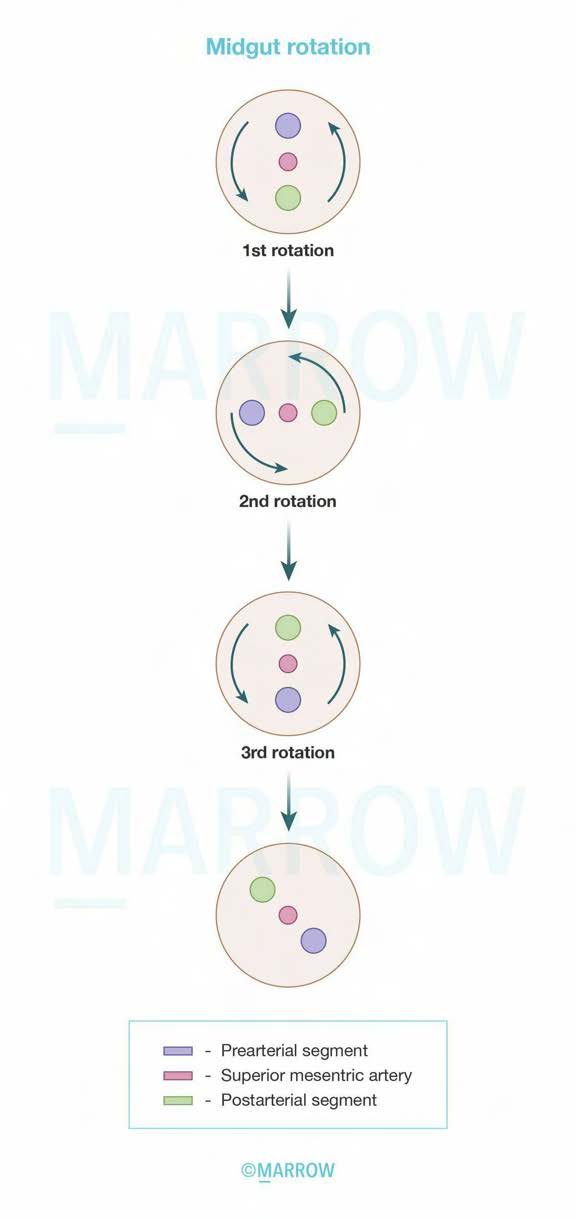 Midgut rotation
1st rotation
MARROW
2nd rotation
3rd rotation
MARROW
- Prearterial segment
- Superior mesentric artery
- Postarterial segment
©MARROW